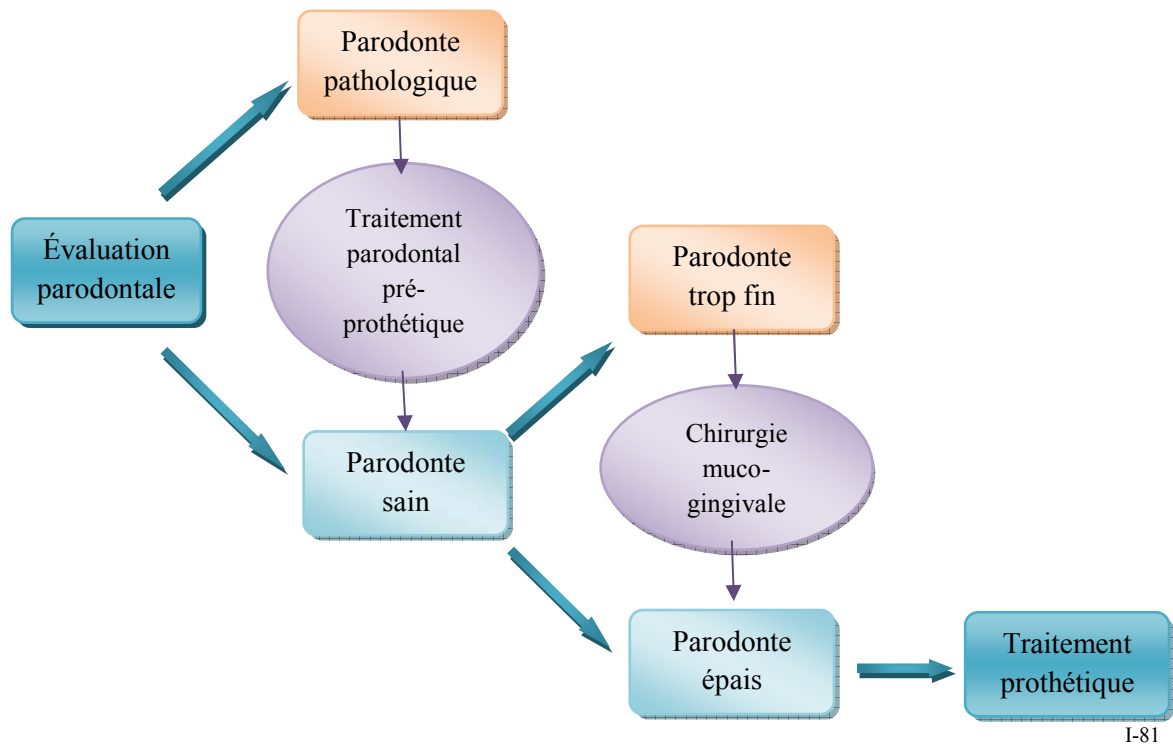 Parodonte
pathologique
Évaluation
parodontale
Traitement
parodontal
pré-
prothétique
Parodonte
trop fin
Parodonte
sain
Chirurgie
muco-
gingivale
Parodonte
épais
Traitement
prothétique
I-81